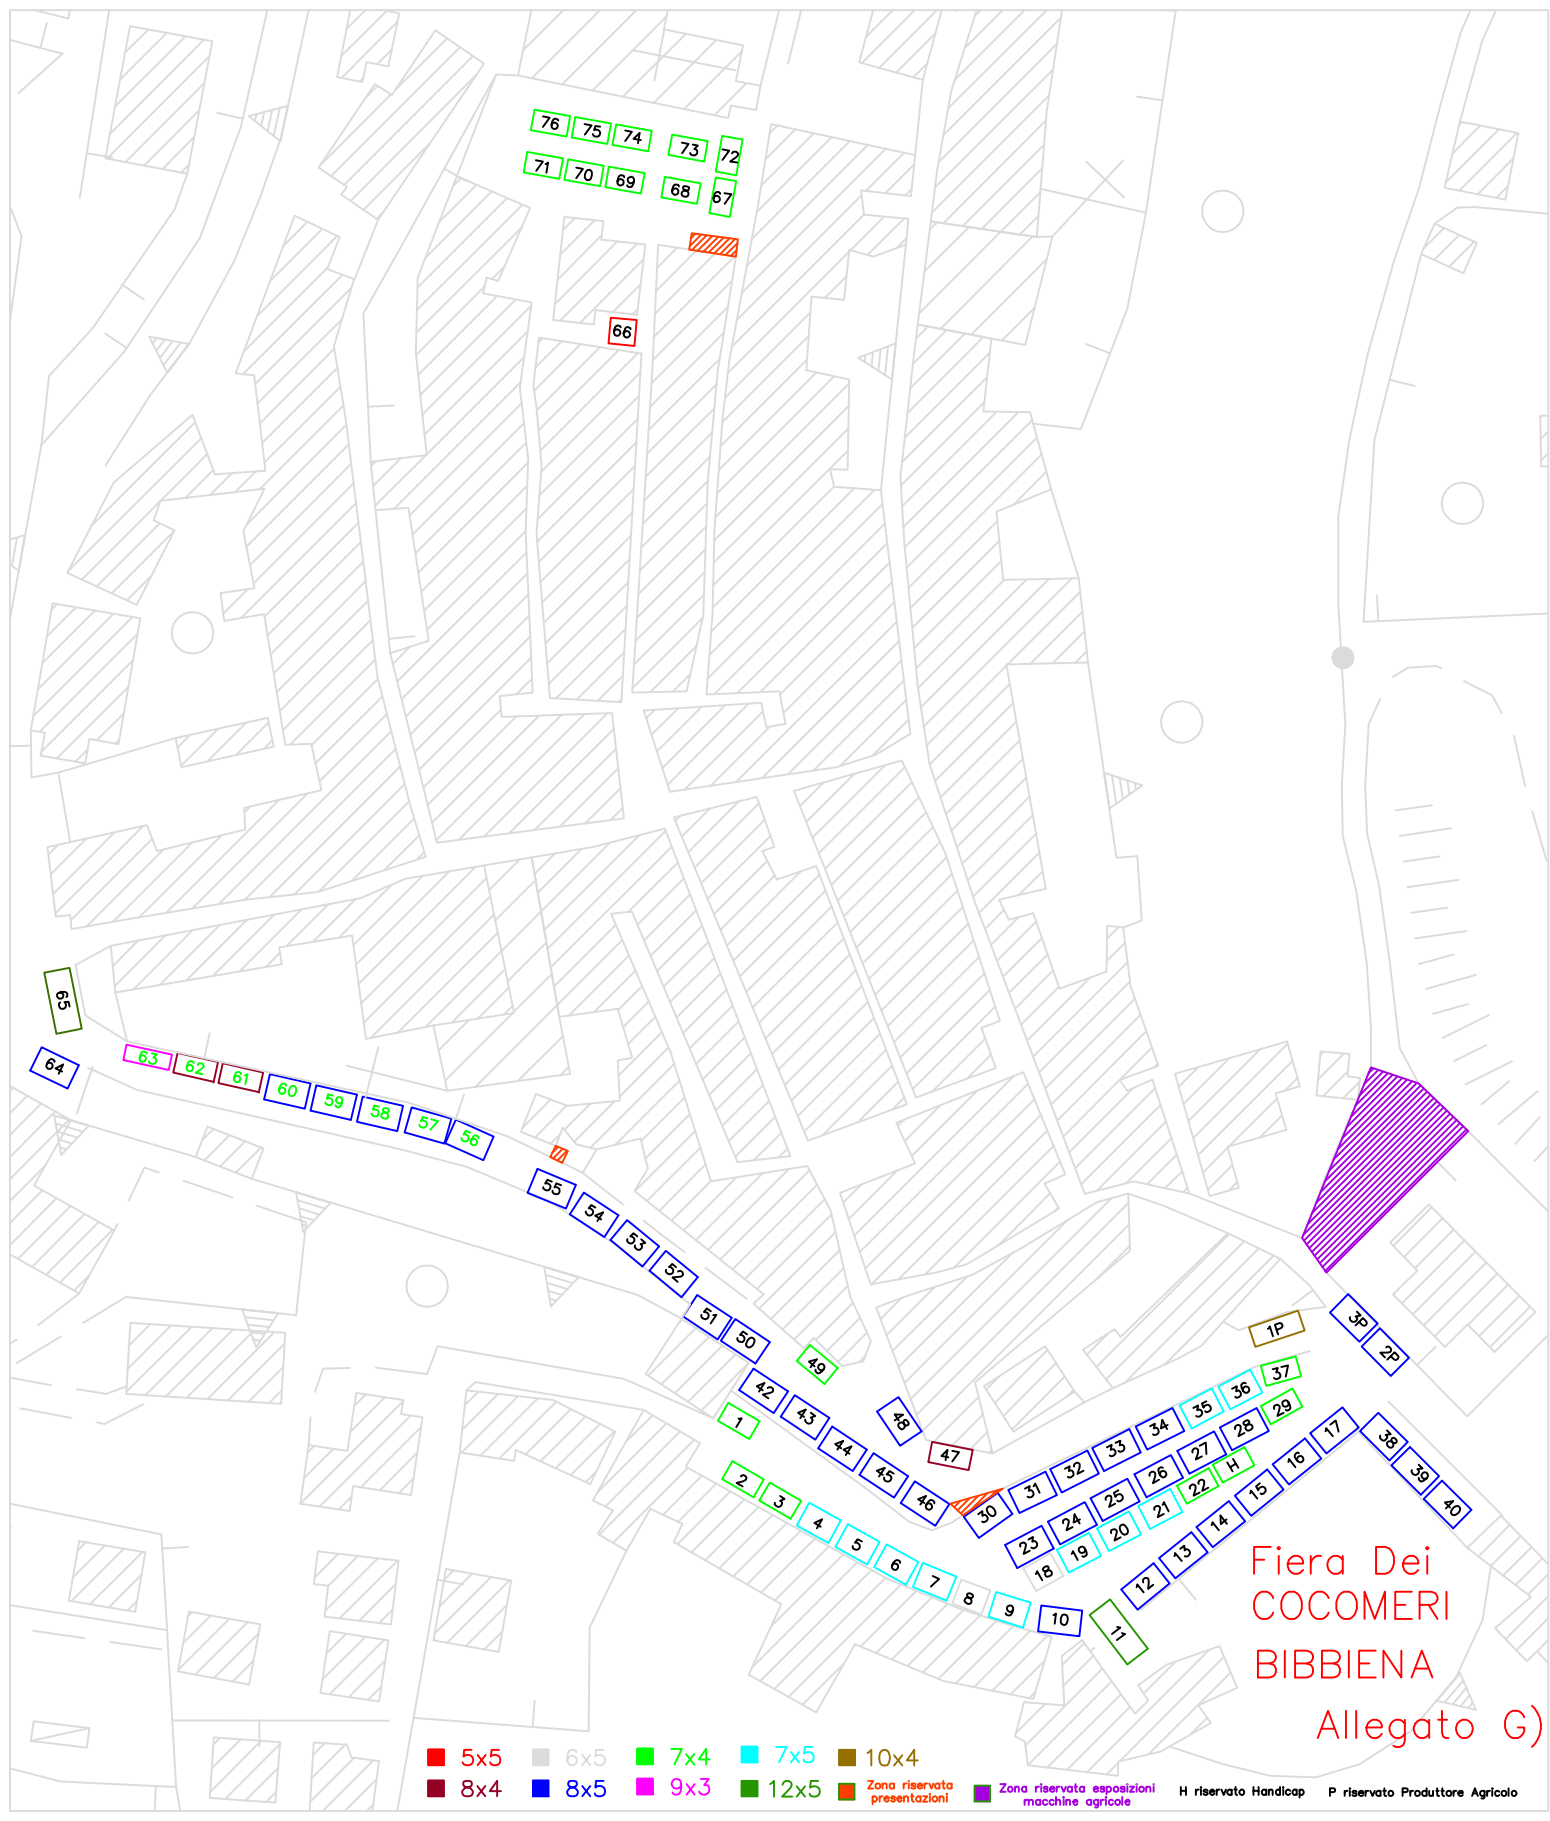 76 75 74 73 72
71 70 69 68 67
66
65
64 63 62 61 60 59 58 57 56
55 54 53 52 51 50
49
48
47
42 43 44 45 46
1
2 3 4 5 6 7 8 9 10 11
30 31 32 33 34 35 36 37
23 24 25 26 27 28 29
18 19 20 21 22 H
12 13 14 15 16 17
38 39 40
1P
3P 2P
Fiera Dei
COCOMERI
BIBBIENA
Allegato G)
5x5 6x5 7x4 7x5 10x4
8x4 8x5 9x3 12x5
Zona riservata
presentazioni
Zona riservata esposizioni
macchine agricole
H riservato Handicap
P riservato Produttore Agricolo